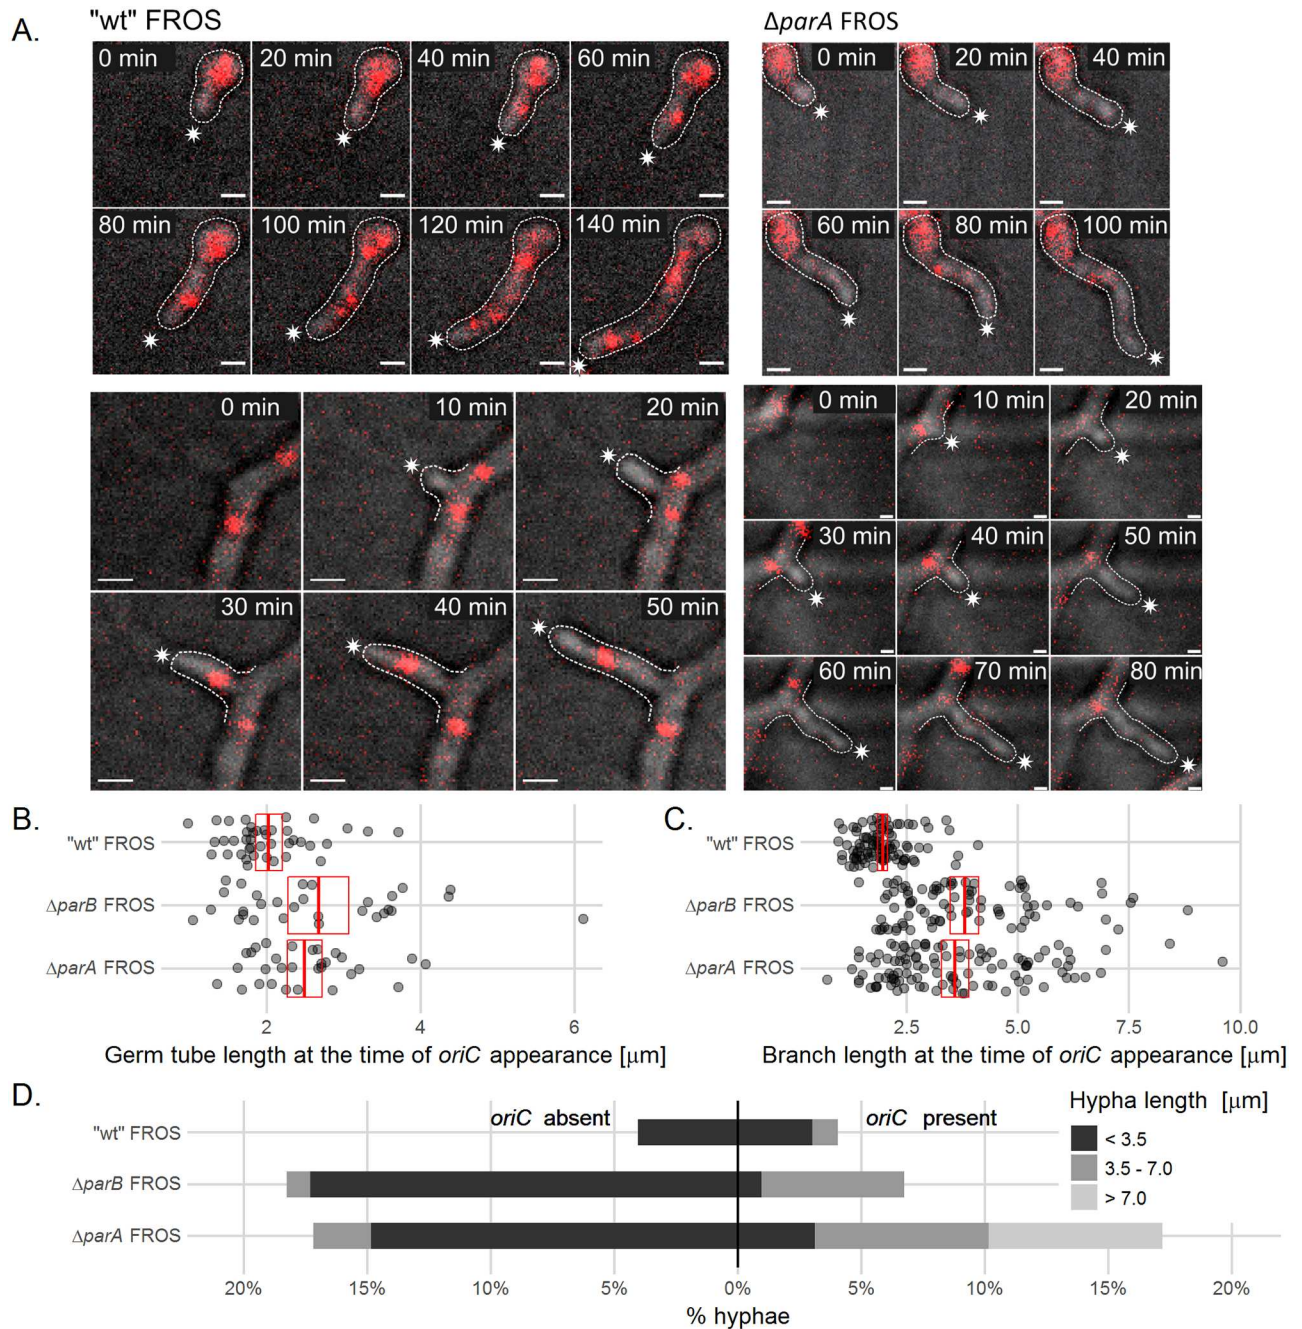 A.
"wt" FROS
ΔparA FROS
0 min
20 min
40 min
60 min
80 min
100 min
120 min
140 min
0 min
20 min
40 min
60 min
80 min
100 min
0 min
10 min
20 min
30 min
40 min
50 min
0 min
10 min
20 min
30 min
40 min
50 min
60 min
70 min
80 min
B.
"wt" FROS
ΔparB FROS
ΔparA FROS
2
4
6
Germ tube length at the time of oriC appearance [μm]
C.
"wt" FROS
ΔparB FROS
ΔparA FROS
2.5
5.0
7.5
10.0
Branch length at the time of oriC appearance [μm]
D.
oriC absent
oriC present
Hypha length [μm]
< 3.5
3.5 - 7.0
> 7.0
"wt" FROS
ΔparB FROS
ΔparA FROS
20%
15%
10%
5%
0%
5%
10%
15%
20%
% hyphae